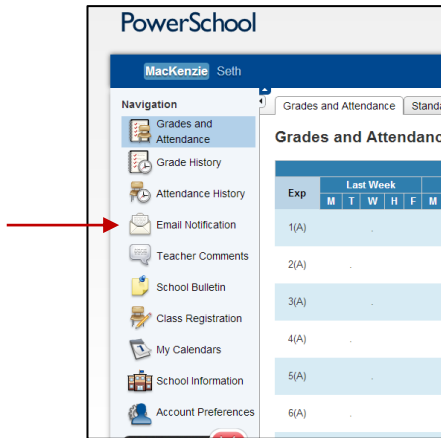 PowerSchool
MacKenzie Seth
Navigation
Grades and
Attendance
Grade History
Attendance History
Email Notification
Teacher Comments
School Bulletin
Class Registration
My Calendars
School Information
Account Preferences
Grades and Attendance Standa
Grades and Attendanc
Exp Last Week
M T W H F M
1(A) .
2(A) .
3(A) .
4(A) .
5(A) .
6(A) .